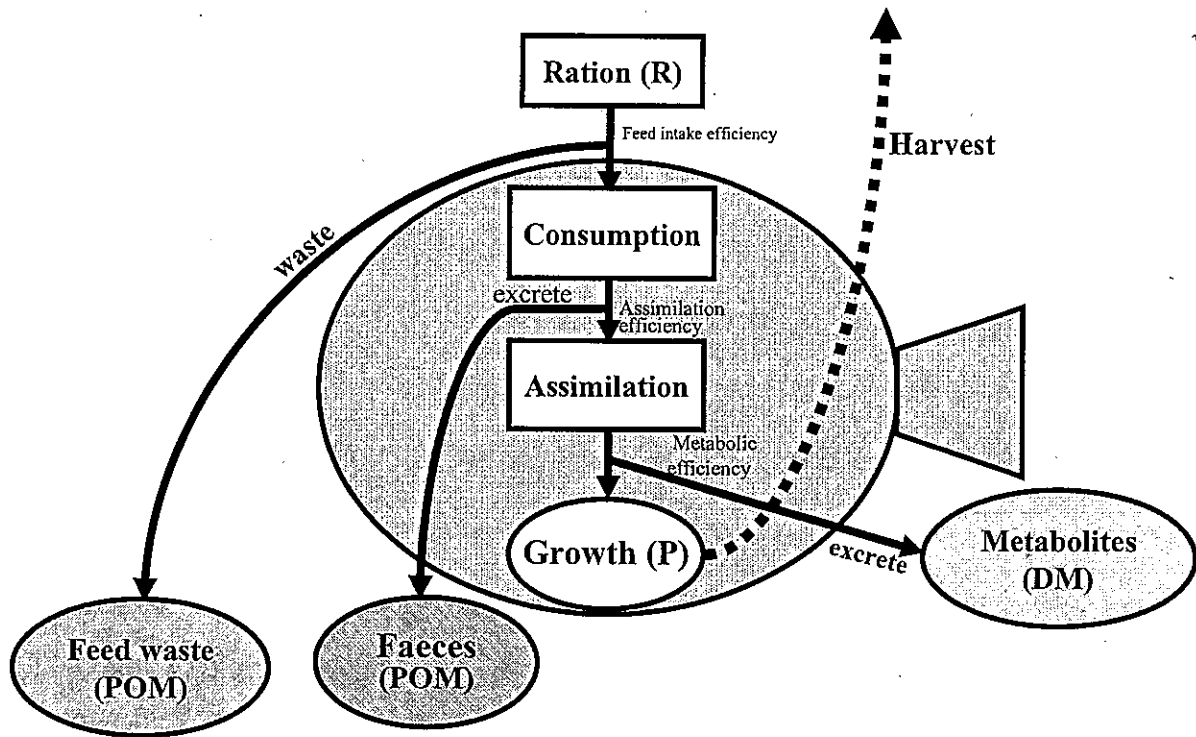 Ration (R)
Feed intake efficiency
Harvest
waste
Consumption
excrete
Assimilation
efficiency
Assimilation
Metabolic
efficiency
Growth (P)
excrete
Metabolites
(DM)
Feed waste
(POM)
Faeces
(POM)